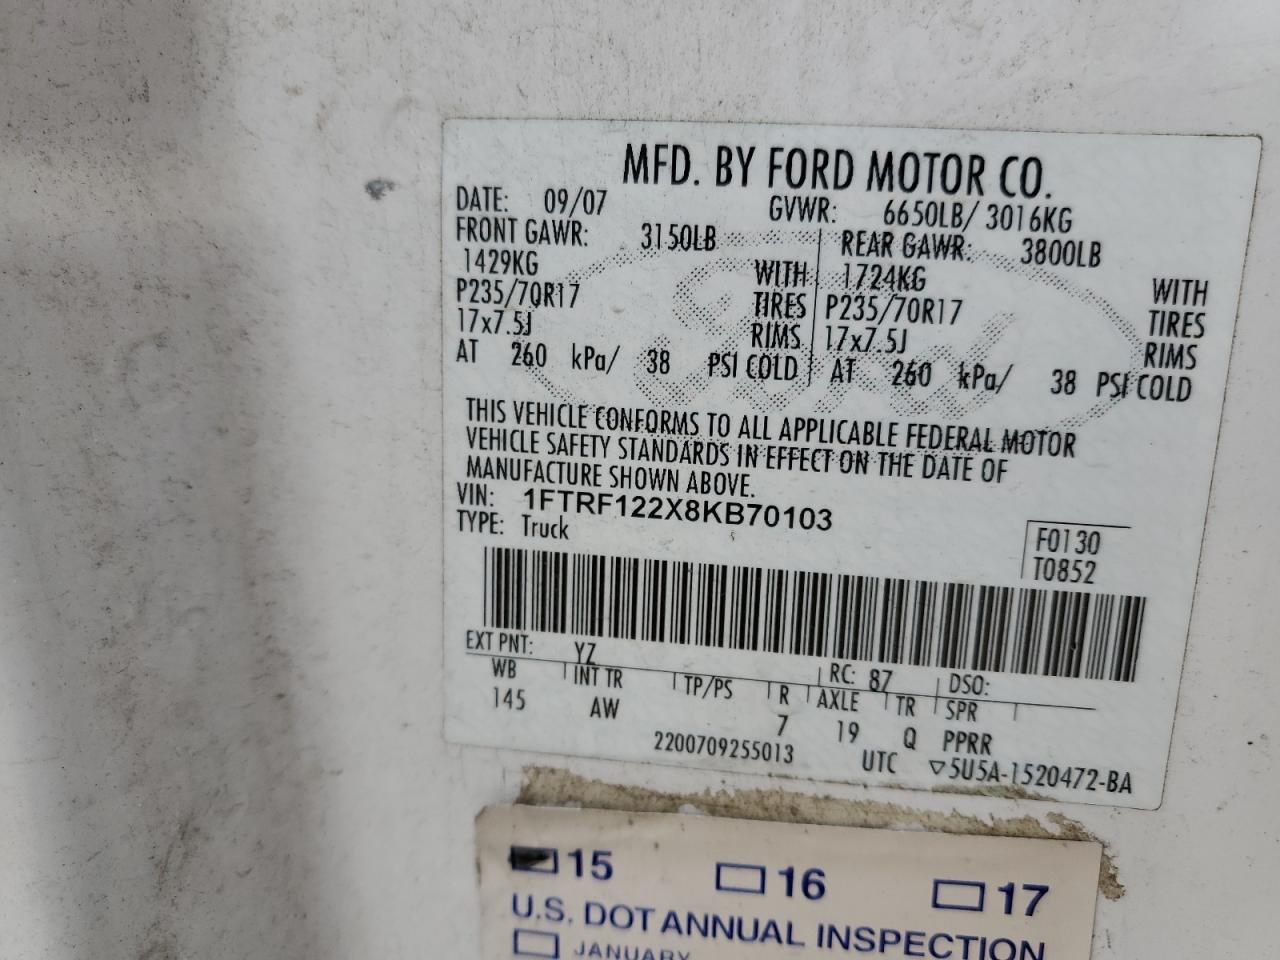 MFD. BY FORD MOTOR CO.
DATE: 09/07 GVWR: 6650LB/ 3016KG
FRONT GAWR: 3150LB REAR GAWR: 3800LB
1429KG WITH 1724KG WITH
P235/70R17 TIRES P235/70R17 TIRES
17x7.5J RIMS 17x7.5J RIMS
AT 260 kPa/ 38 PSI COLD AT 260 kPa/ 38 PSI COLD
THIS VEHICLE CONFORMS TO ALL APPLICABLE FEDERAL MOTOR
VEHICLE SAFETY STANDARDS IN EFFECT ON THE DATE OF
MANUFACTURE SHOWN ABOVE.
VIN: 1FTRF122X8KB70103
TYPE: Truck
F0130
T0852
EXT PNT: YZ RC: 87 DSO:
WB INT TR TP/PS R AXLE TR SPR
145 AW 7 19 Q PPRR
2200709255013 UTC ▽5U5A-1520472-BA
Ford
15 16 17
U.S. DOT ANNUAL INSPECTION
JANUARY